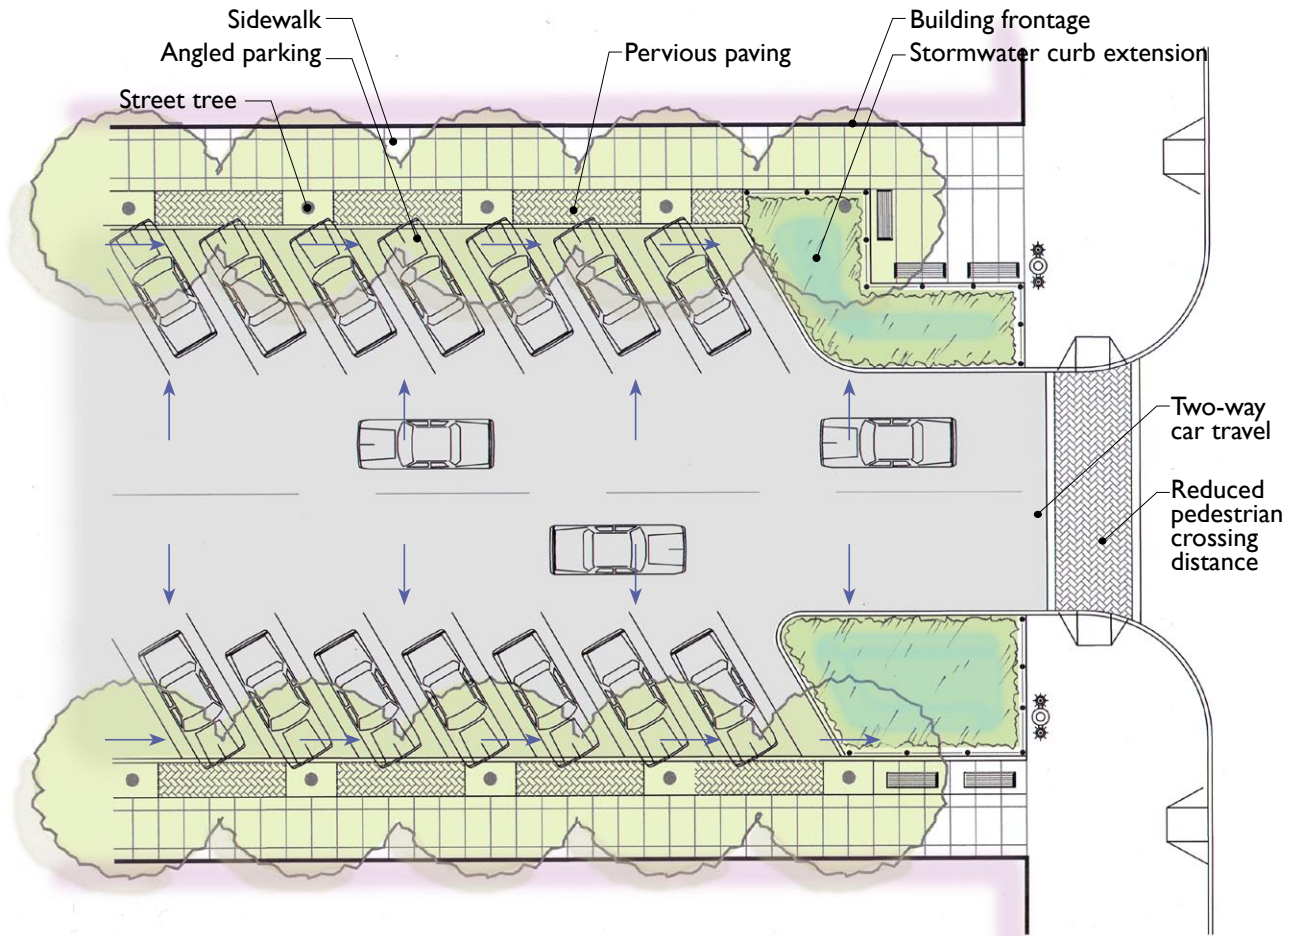 Sidewalk
Building frontage
Angled parking
Pervious paving
Stormwater curb extension
Street tree
Two-way
car travel
Reduced
pedestrian
crossing
distance